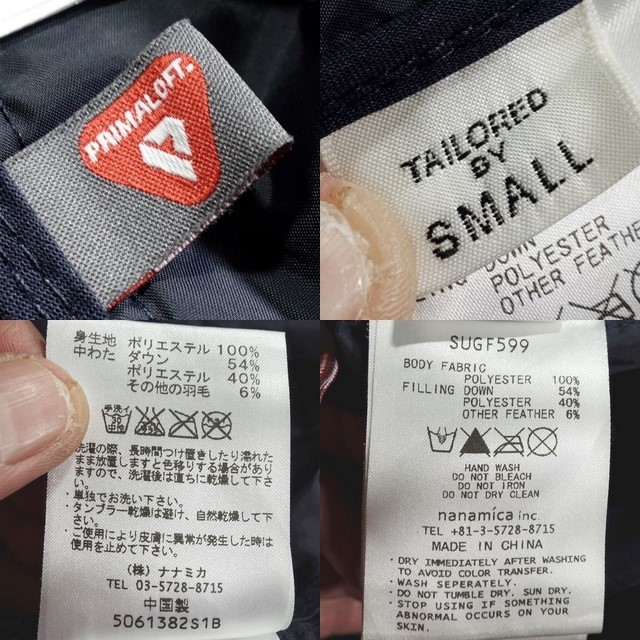 PRIMALOFT®
TAILORED
BY
SMALL
DOWN
POLYESTER
OTHER FEATHER
身生地 ポリエステル 100%
中わた ダウン 54%
ポリエステル 40%
その他の羽毛 6%
手洗イ
30
中性
洗濯の際、長時間つけ置きしたり濡れた
まま放置しますと色移りする場合があり
ますので、洗濯後は直ちに乾燥して下さ
い。
・単独でお洗い下さい。
・タンブラー乾燥は避け、自然乾燥して下
さい。
・ご使用により皮膚に異常が発生した時は
使用を止めて下さい。
(株) ナナミカ
TEL 03-5728-8715
中国製
5061382S1B
SUGF599
BODY FABRIC
POLYESTER 100%
FILLING DOWN 54%
POLYESTER 40%
OTHER FEATHER 6%
HAND WASH
DO NOT BLEACH
DO NOT IRON
DO NOT DRY CLEAN
nanamica inc.
TEL +81-3-5728-8715
MADE IN CHINA
・DRY IMMEDIATELY AFTER WASHING
TO AVOID COLOR TRANSFER.
・WASH SEPERATELY.
・DO NOT TUMBLE DRY. SUN DRY.
・STOP USING IF SOMETHING
ABNORMAL OCCURS ON YOUR
SKIN.